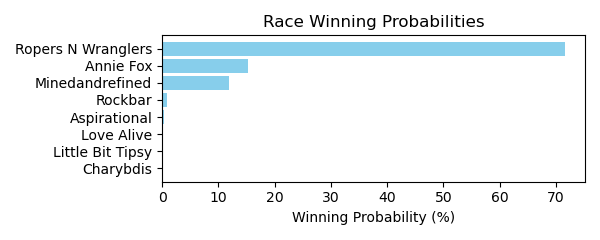 Race Winning Probabilities
Ropers N Wranglers
Annie Fox
Minedandrefined
Rockbar
Aspirational
Love Alive
Little Bit Tipsy
Charybdis
0 10 20 30 40 50 60 70
Winning Probability (%)